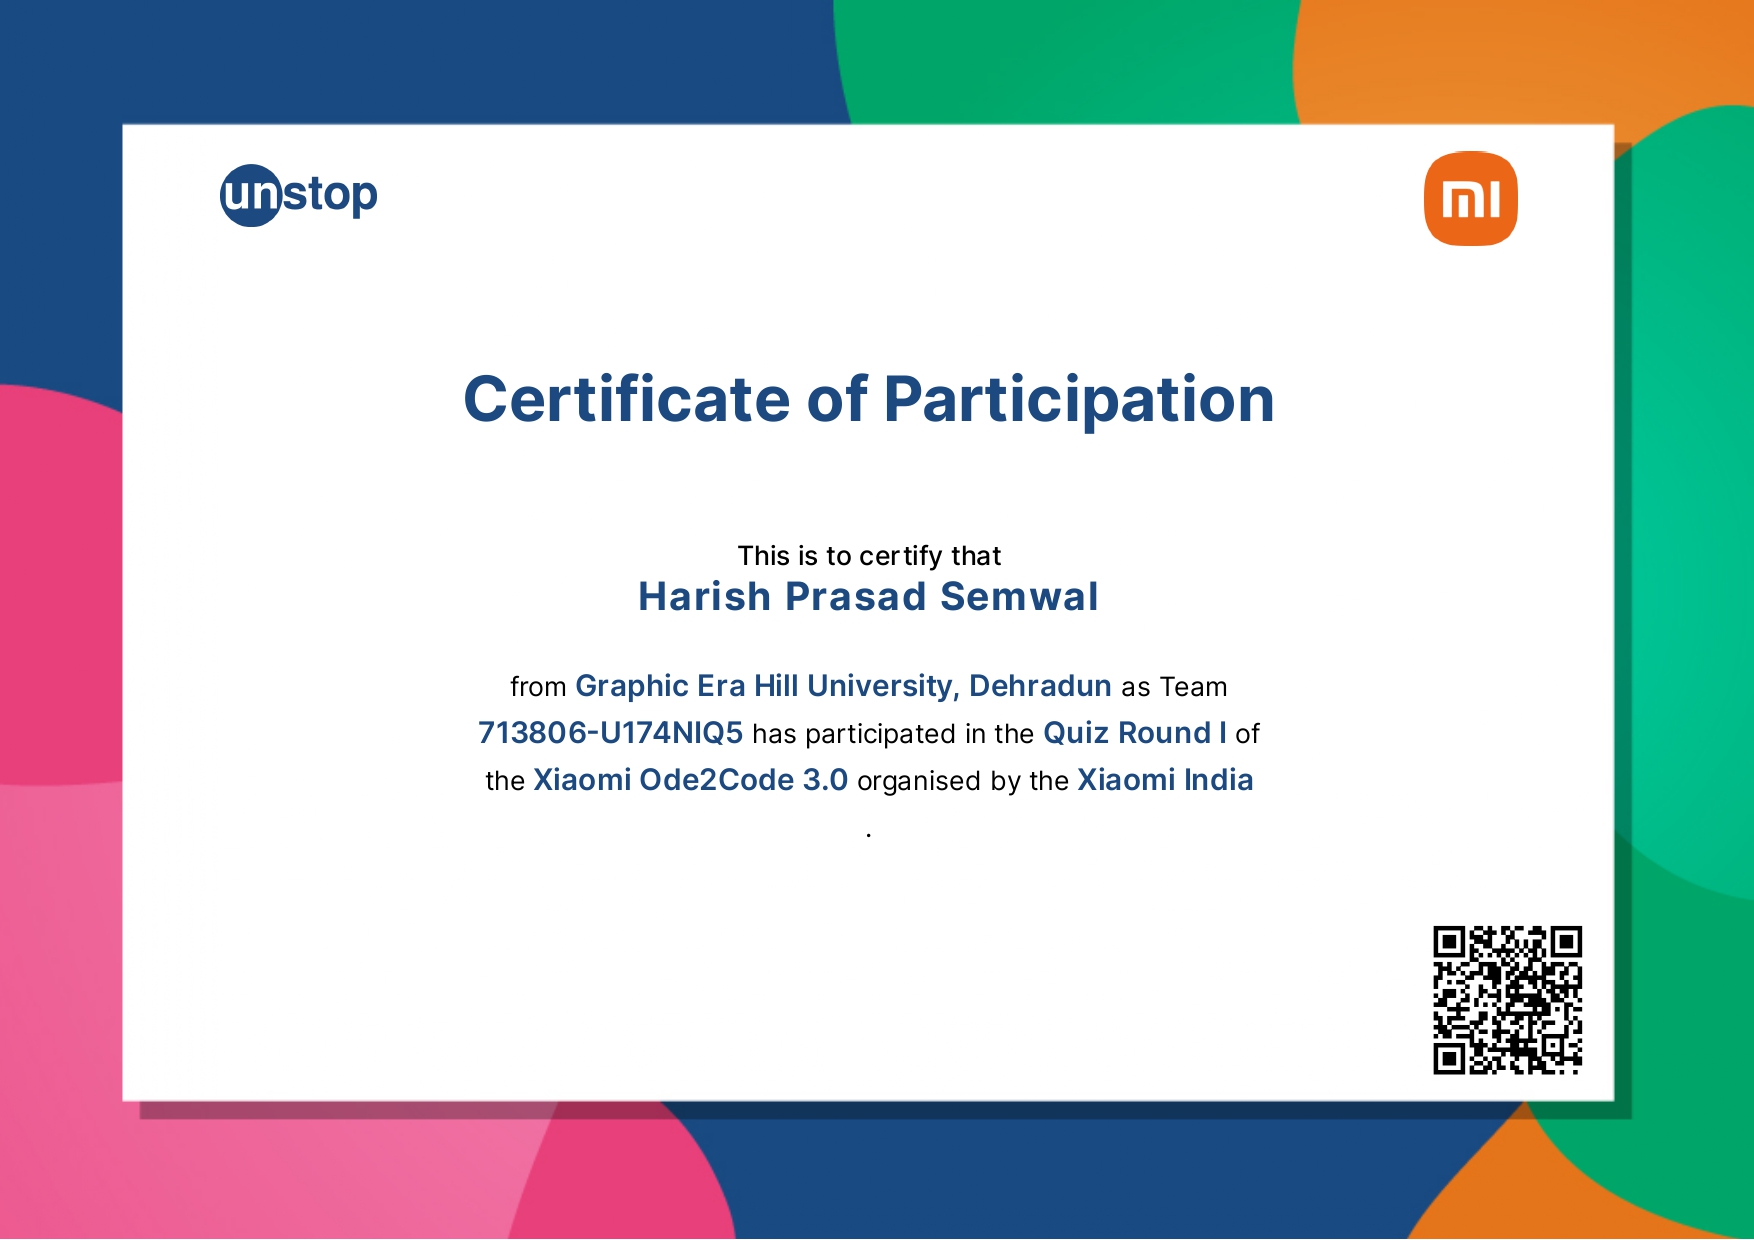 unstop
mi
Certificate of Participation
This is to certify that
Harish Prasad Semwal
from Graphic Era Hill University, Dehradun as Team
713806-U174NIQ5 has participated in the Quiz Round I of
the Xiaomi Ode2Code 3.0 organised by the Xiaomi India
.